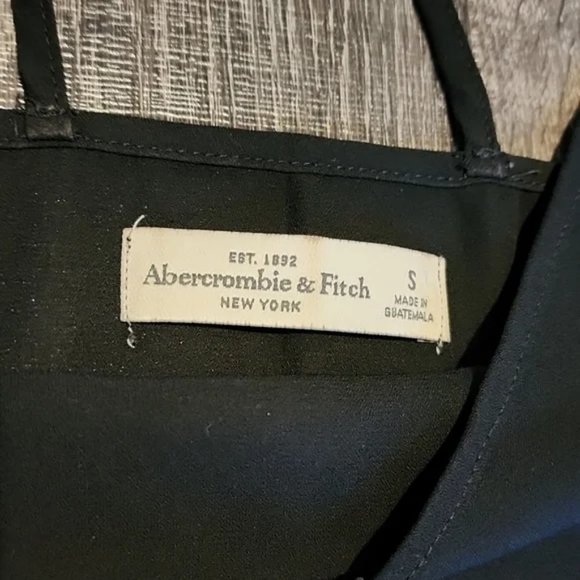 EST. 1892
Abercrombie & Fitch
NEW YORK
S
MADE IN
GUATEMALA